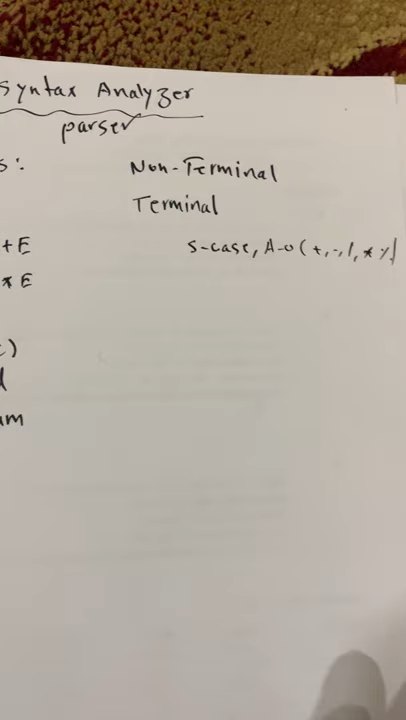 Syntax Analyzer
parser
s: Non-Terminal
Terminal
+E S-case, A-o(+,-,/,*%)
* E
)
am